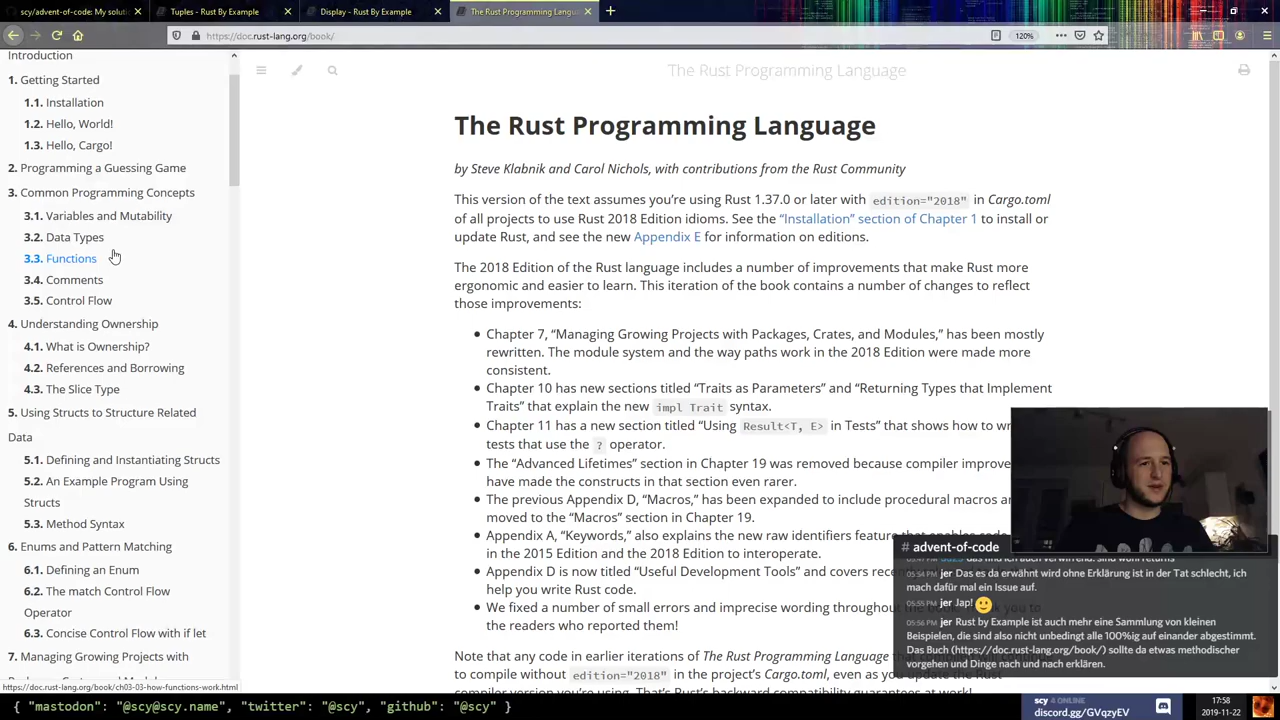 scy/advent-of-code: My soluti
Tuples - Rust By Example
Display - Rust By Example
The Rust Programming Langu
https://doc.rust-lang.org/book/
120%
Introduction
1. Getting Started
1.1. Installation
1.2. Hello, World!
1.3. Hello, Cargo!
2. Programming a Guessing Game
3. Common Programming Concepts
3.1. Variables and Mutability
3.2. Data Types
3.3. Functions
3.4. Comments
3.5. Control Flow
4. Understanding Ownership
4.1. What is Ownership?
4.2. References and Borrowing
4.3. The Slice Type
5. Using Structs to Structure Related
Data
5.1. Defining and Instantiating Structs
5.2. An Example Program Using
Structs
5.3. Method Syntax
6. Enums and Pattern Matching
6.1. Defining an Enum
6.2. The match Control Flow
Operator
6.3. Concise Control Flow with if let
7. Managing Growing Projects with
https://doc.rust-lang.org/book/ch03-03-how-functions-work.html
The Rust Programming Language
The Rust Programming Language
by Steve Klabnik and Carol Nichols, with contributions from the Rust Community
This version of the text assumes you’re using Rust 1.37.0 or later with edition="2018" in Cargo.toml
of all projects to use Rust 2018 Edition idioms. See the “Installation” section of Chapter 1 to install or
update Rust, and see the new Appendix E for information on editions.
The 2018 Edition of the Rust language includes a number of improvements that make Rust more
ergonomic and easier to learn. This iteration of the book contains a number of changes to reflect
those improvements:
Chapter 7, “Managing Growing Projects with Packages, Crates, and Modules,” has been mostly
rewritten. The module system and the way paths work in the 2018 Edition were made more
consistent.
Chapter 10 has new sections titled “Traits as Parameters” and “Returning Types that Implement
Traits” that explain the new impl Trait syntax.
Chapter 11 has a new section titled “Using Result<T, E> in Tests” that shows how to wr
tests that use the ? operator.
The “Advanced Lifetimes” section in Chapter 19 was removed because compiler improve
have made the constructs in that section even rarer.
The previous Appendix D, “Macros,” has been expanded to include procedural macros a
moved to the “Macros” section in Chapter 19.
Appendix A, “Keywords,” also explains the new raw identifiers feature that enables code
in the 2015 Edition and the 2018 Edition to interoperate.
Appendix D is now titled “Useful Development Tools” and covers recen
help you write Rust code.
We fixed a number of small errors and imprecise wording throughout the book. Thank you to
the readers who reported them!
Note that any code in earlier iterations of The Rust Programming Language
to compile without edition="2018" in the project’s Cargo.toml, even as you
# advent-of-code
05:54 PM jer Das es da erwähnt wird ohne Erklärung ist in der Tat schlecht, ich
mach dafür mal ein Issue auf.
05:55 PM jer Jap!
05:56 PM jer Rust by Example ist auch mehr eine Sammlung von kleinen
Beispielen, die sind also nicht unbedingt alle 100%ig auf einander abgestimmt.
Das Buch (https://doc.rust-lang.org/book/) sollte da etwas methodischer
vorgehen und Dinge nach und nach erklären.
{ "mastodon": "@scy@scy.name", "twitter": "@scy", "github": "@scy" }
scy 4 ONLINE
discord.gg/GVqzyEV
17:58
2019-11-22